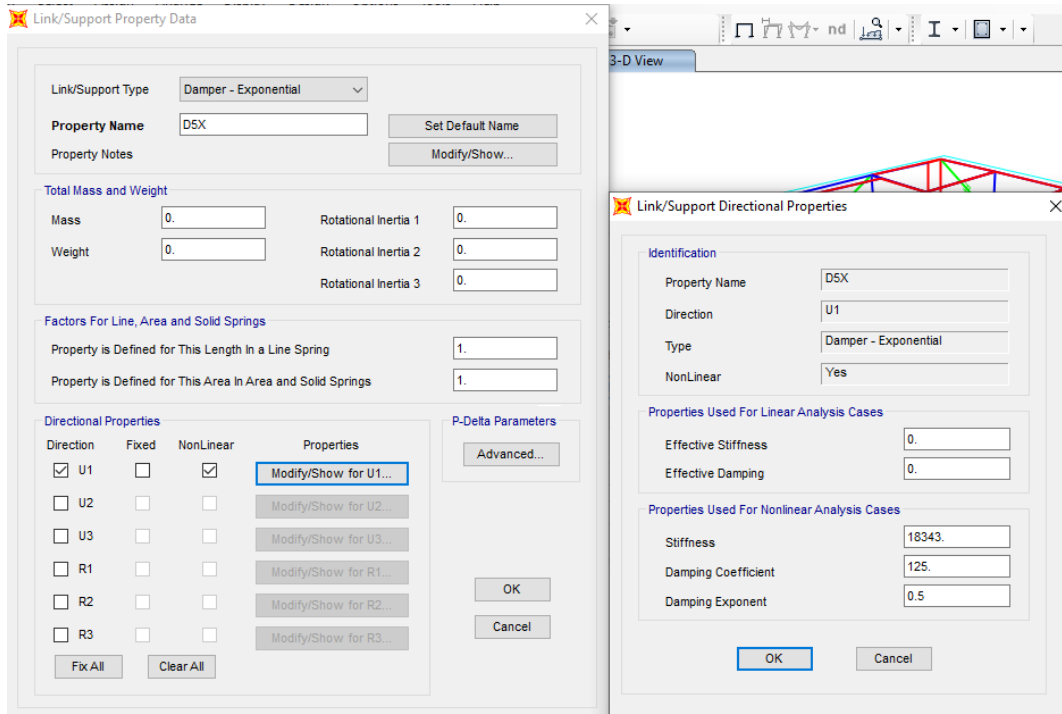 Link/Support Property Data
nd
3-D View
Link/Support Type
Damper - Exponential
Property Name
D5X
Set Default Name
Property Notes
Modify/Show...
Total Mass and Weight
Mass
0.
Rotational Inertia 1
0.
Weight
0.
Rotational Inertia 2
0.
Rotational Inertia 3
0.
Factors For Line, Area and Solid Springs
Property is Defined for This Length In a Line Spring
1.
Property is Defined for This Area In Area and Solid Springs
1.
Directional Properties
Direction
Fixed
NonLinear
Properties
U1
Modify/Show for U1...
U2
Modify/Show for U2...
U3
Modify/Show for U3...
R1
Modify/Show for R1...
R2
Modify/Show for R2...
R3
Modify/Show for R3...
Fix All
Clear All
P-Delta Parameters
Advanced...
OK
Cancel
Link/Support Directional Properties
Identification
Property Name
D5X
Direction
U1
Type
Damper - Exponential
NonLinear
Yes
Properties Used For Linear Analysis Cases
Effective Stiffness
0.
Effective Damping
0.
Properties Used For Nonlinear Analysis Cases
Stiffness
18343.
Damping Coefficient
125.
Damping Exponent
0.5
OK
Cancel